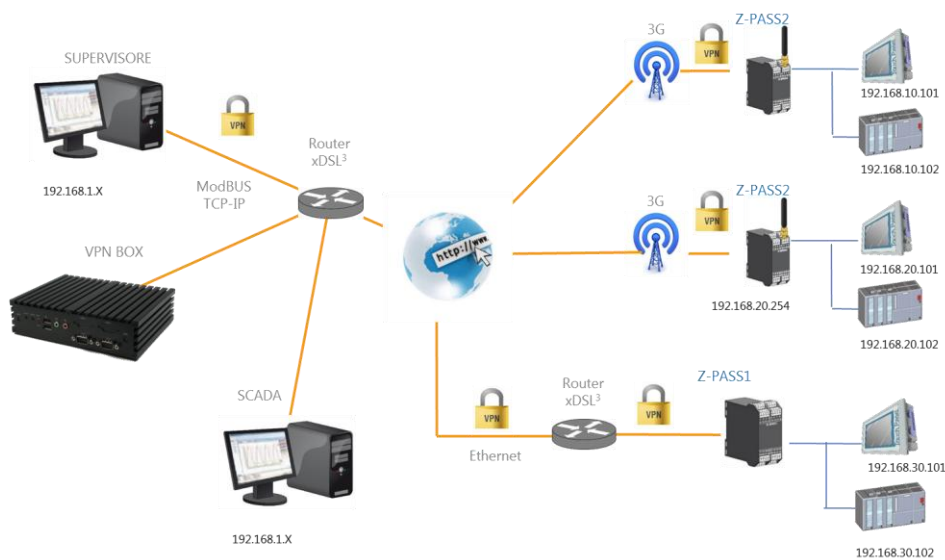 SUPERVISORE
VPN
192.168.1.X
Router
xDSL³
ModBUS
TCP-IP
VPN BOX
SCADA
192.168.1.X
http://www
3G
VPN
Z-PASS2
192.168.10.101
192.168.10.102
3G
VPN
Z-PASS2
192.168.20.254
192.168.20.101
192.168.20.102
VPN
Ethernet
Router
xDSL³
VPN
Z-PASS1
192.168.30.101
192.168.30.102